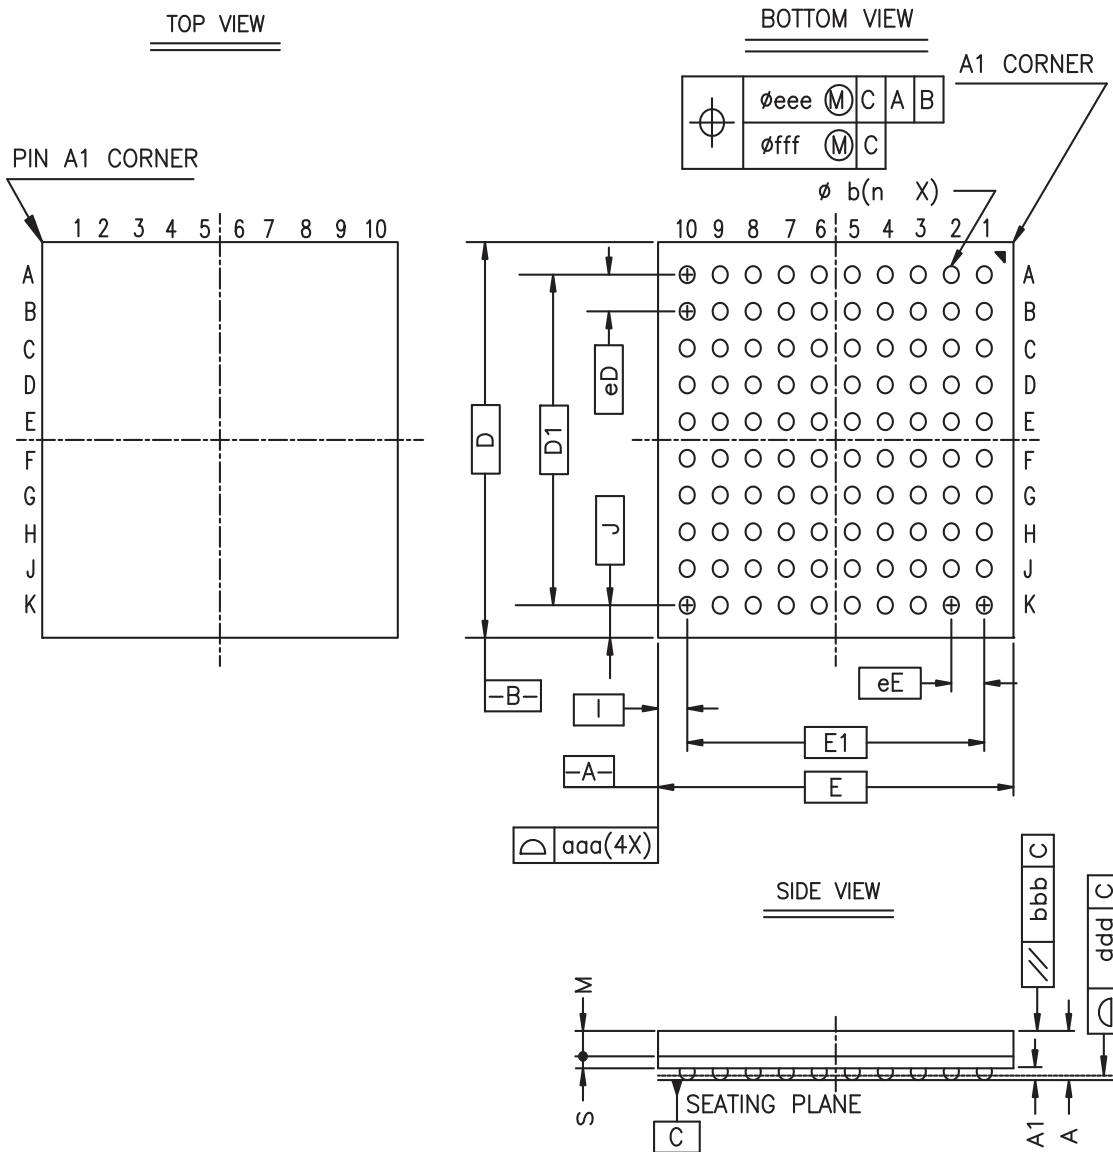 TOP VIEW
BOTTOM VIEW
A1 CORNER
øeee M C A B
øfff M C
PIN A1 CORNER
ø b(n X)
1 2 3 4 5 6 7 8 9 10
10 9 8 7 6 5 4 3 2 1
A
B
C
D
E
F
G
H
J
K
A
B
C
D
E
F
G
H
J
K
eD
D
D1
J
eE
-B-
I
E1
-A-
E
aaa(4X)
SIDE VIEW
// bbb C
ddd C
M
S
SEATING PLANE
C
A1
A